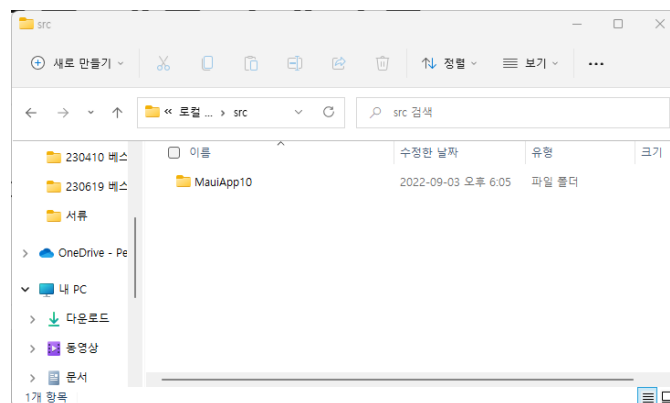 src
새로 만들기
정렬
보기
« 로컬 ... › src
src 검색
이름
수정한 날짜
유형
크기
230410 베스
230619 베스
서류
OneDrive - Pe
내 PC
다운로드
동영상
문서
MauiApp10
2022-09-03 오후 6:05
파일 폴더
1개 항목